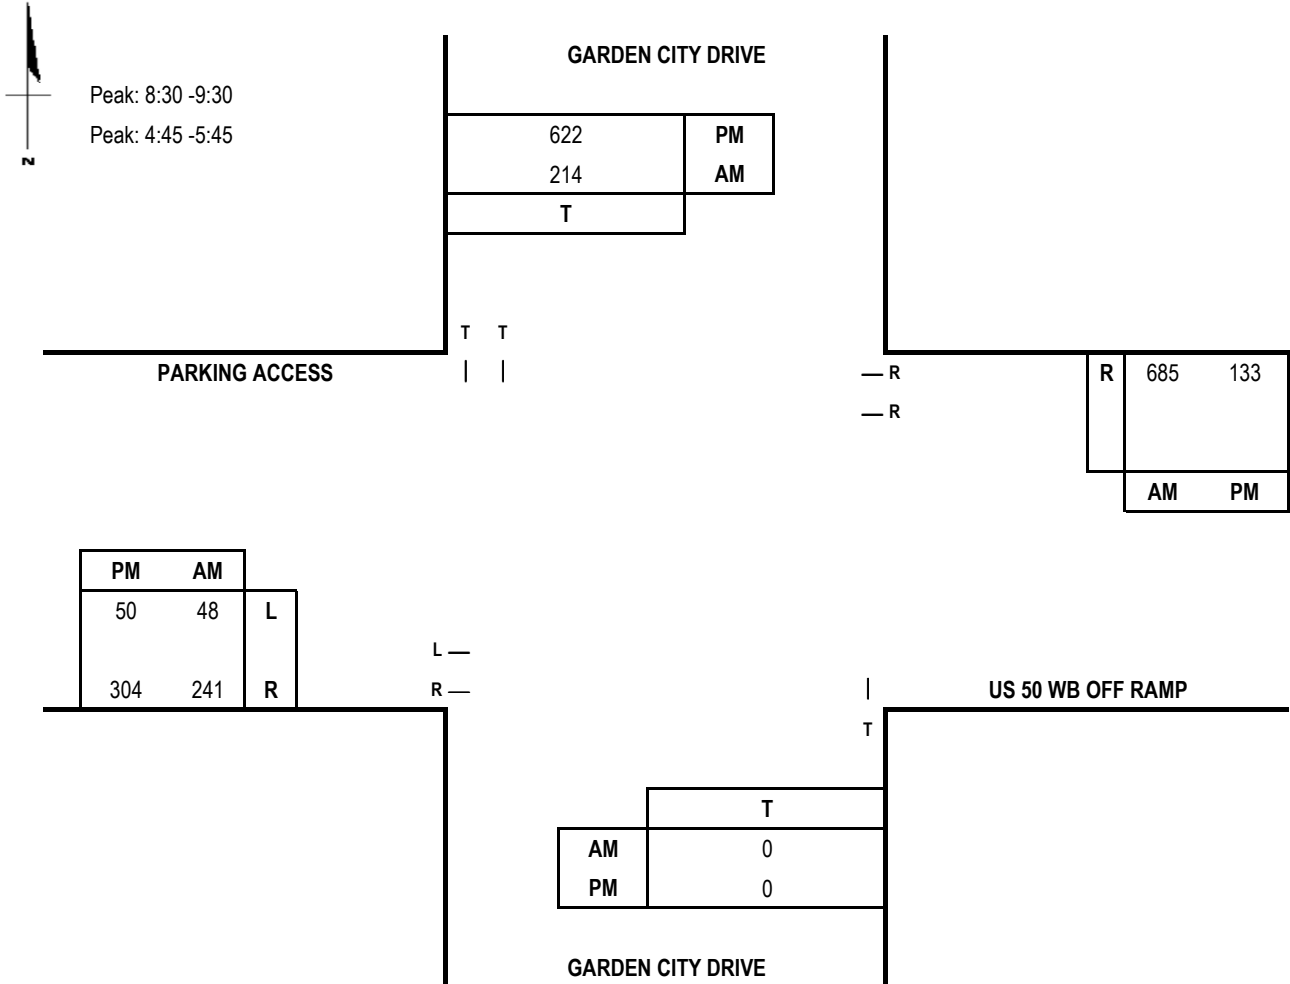 GARDEN CITY DRIVE
Peak: 8:30 -9:30
Peak: 4:45 -5:45
N
622 PM
214 AM
T
T T
PARKING ACCESS
R
R
R 685 133
AM PM
PM AM
50 48 L
304 241 R
L
R
US 50 WB OFF RAMP
T
T
AM 0
PM 0
GARDEN CITY DRIVE